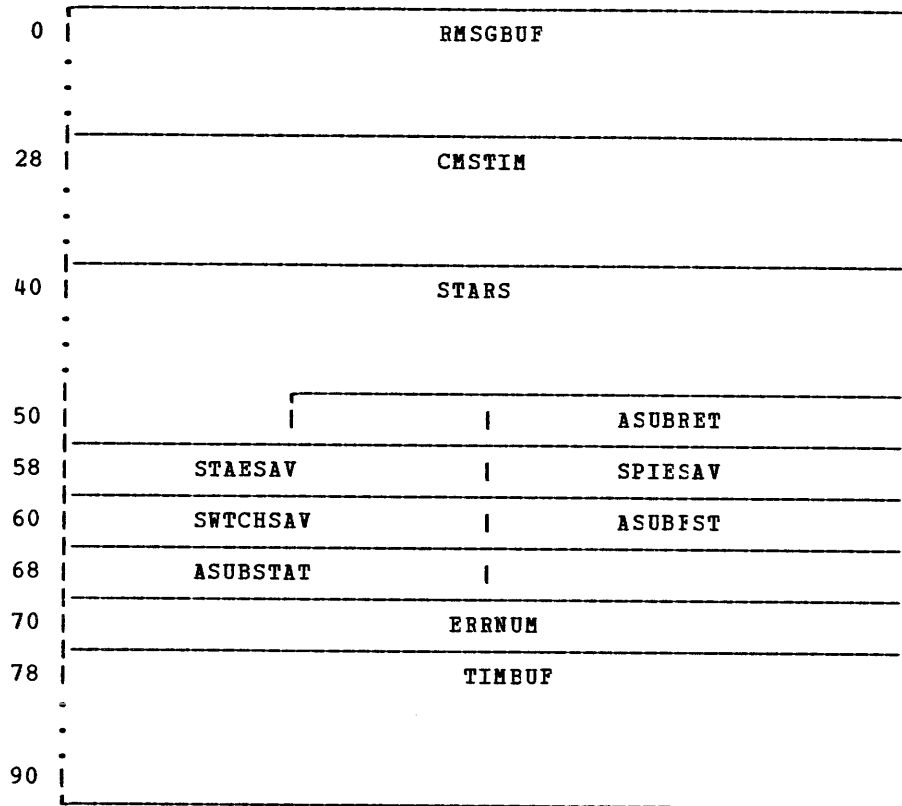 0 RMSGBUF
28 CMSTIM
40 STARS
50 ASUBRET
58 STAESAV SPIESAV
60 SWTCHSAV ASUBFST
68 ASUBSTAT
70 ERRNUM
78 TIMBUF
90